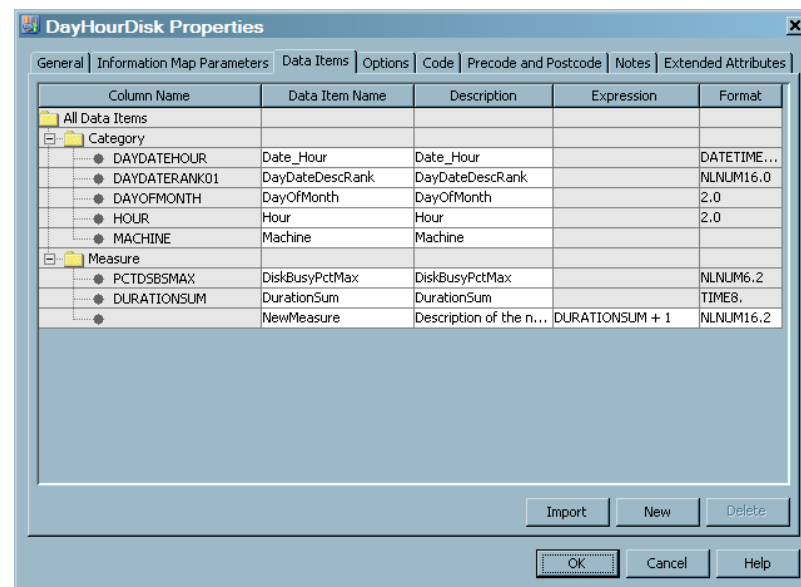 DayHourDisk Properties
General Information Map Parameters Data Items Options Code Precode and Postcode Notes Extended Attributes
Column Name Data Item Name Description Expression Format
All Data Items
Category
DAYDATEHOUR Date_Hour Date_Hour DATETIME...
DAYDATERANK01 DayDateDescRank DayDateDescRank NLNUM16.0
DAYOFMONTH DayOfMonth DayOfMonth 2.0
HOUR Hour Hour 2.0
MACHINE Machine Machine
Measure
PCTDSBSMAX DiskBusyPctMax DiskBusyPctMax NLNUM6.2
DURATIONSUM DurationSum DurationSum TIME8.
NewMeasure Description of the n... DURATIONSUM + 1 NLNUM16.2
Import New Delete
OK Cancel Help